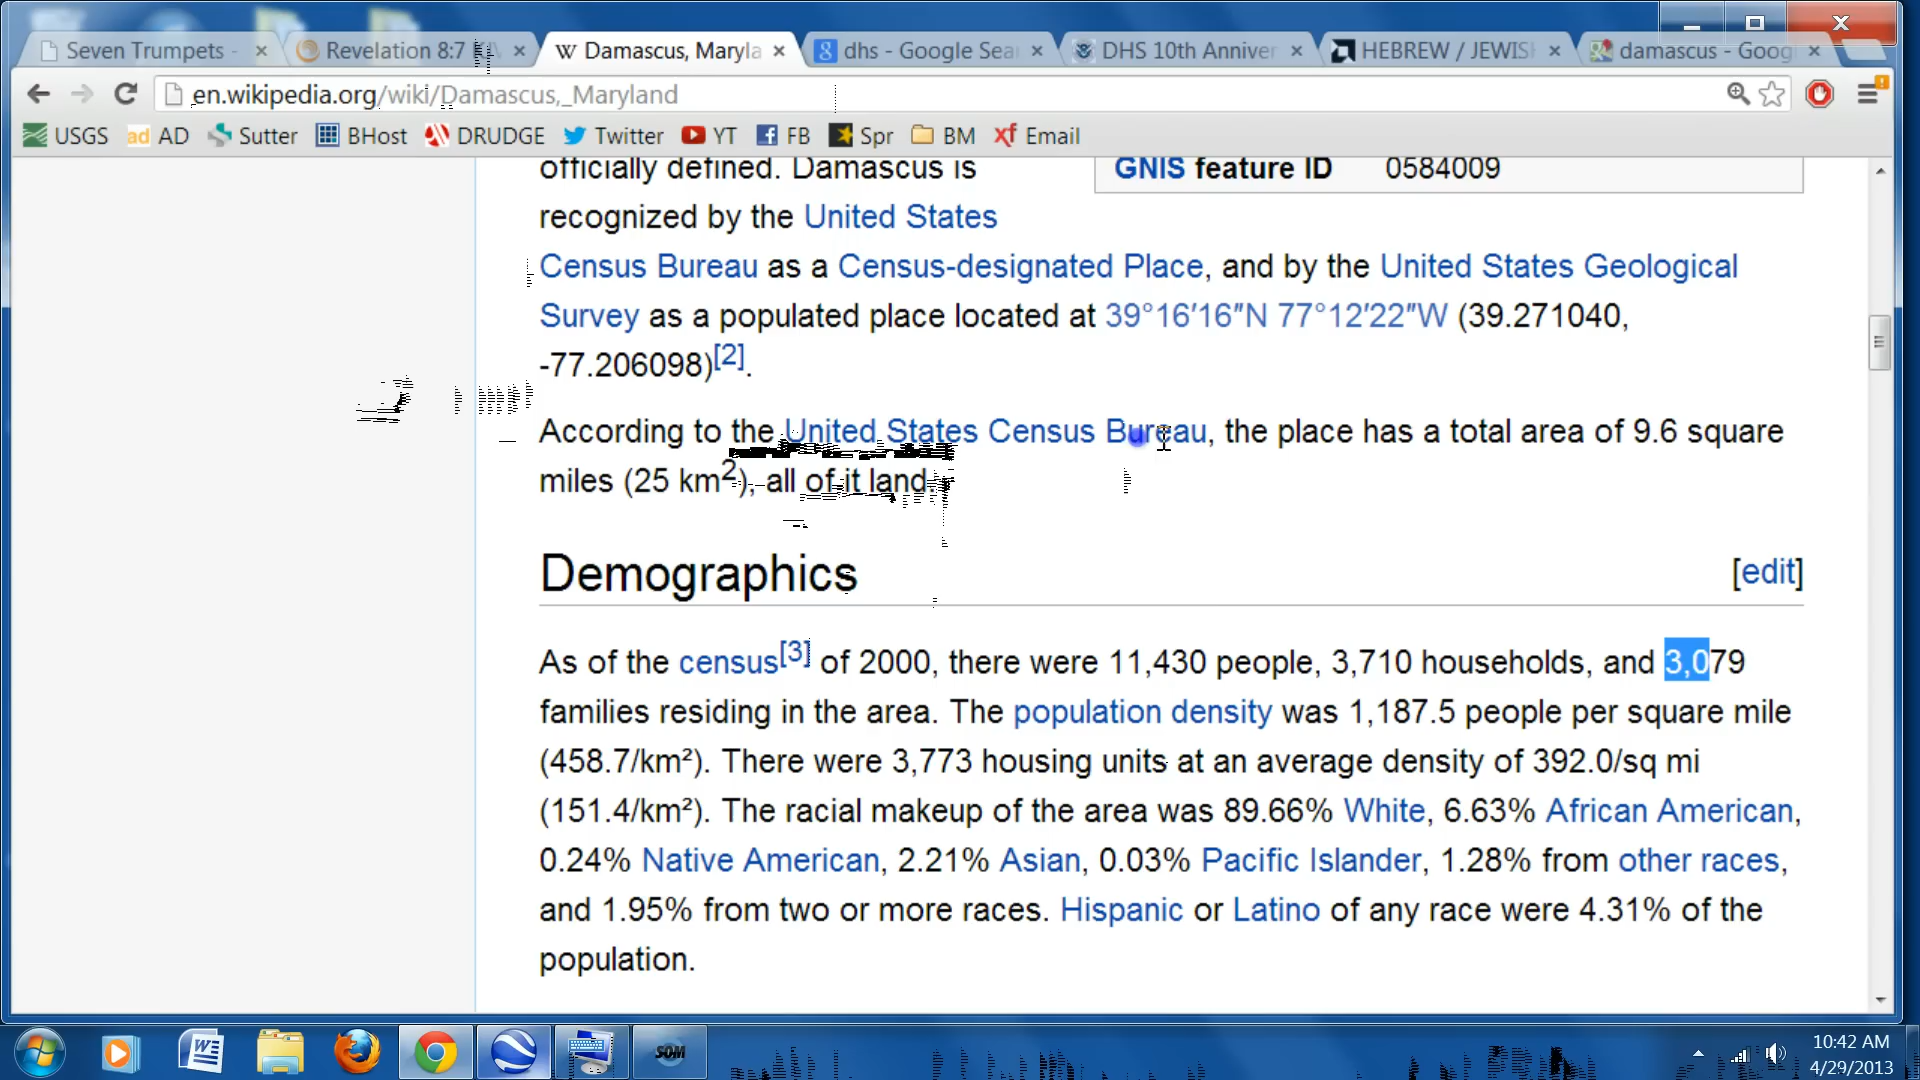 Seven Trumpets -
Revelation 8:7
Damascus, Maryla
dhs - Google Sea
DHS 10th Anniver
HEBREW / JEWISH
damascus - Goog
en.wikipedia.org/wiki/Damascus,_Maryland
USGS
ad AD
Sutter
BHost
DRUDGE
Twitter
YT
FB
Spr
BM
xf Email
officially defined. Damascus is
recognized by the United States
GNIS feature ID 0584009
Census Bureau as a Census-designated Place, and by the United States Geological
Survey as a populated place located at 39°16′16″N 77°12′22″W (39.271040,
-77.206098)[2].
According to the United States Census Bureau, the place has a total area of 9.6 square
miles (25 km2), all of it land.
Demographics [edit]
As of the census[3] of 2000, there were 11,430 people, 3,710 households, and 3,079
families residing in the area. The population density was 1,187.5 people per square mile
(458.7/km²). There were 3,773 housing units at an average density of 392.0/sq mi
(151.4/km²). The racial makeup of the area was 89.66% White, 6.63% African American,
0.24% Native American, 2.21% Asian, 0.03% Pacific Islander, 1.28% from other races,
and 1.95% from two or more races. Hispanic or Latino of any race were 4.31% of the
population.
SOM
10:42 AM
4/29/2013